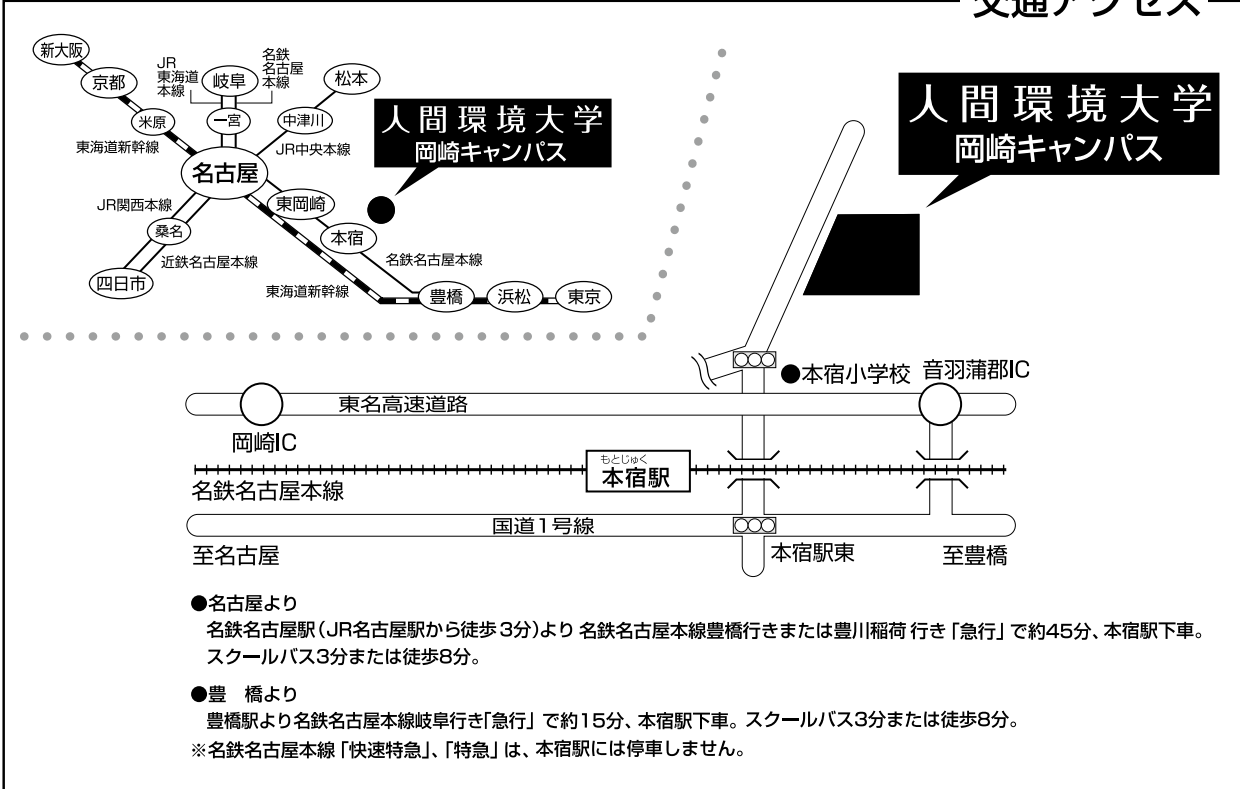 交通アクセス
新大阪
京都
米原
東海道新幹線
JR
東海道
本線
岐阜
一宮
名鉄
名古屋
本線
松本
中津川
JR中央本線
名古屋
JR関西本線
桑名
近鉄名古屋本線
四日市
東岡崎
本宿
名鉄名古屋本線
東海道新幹線
豊橋
浜松
東京
人間環境大学
岡崎キャンパス
人間環境大学
岡崎キャンパス
●本宿小学校
音羽蒲郡IC
東名高速道路
岡崎IC
もとじゅく
本宿駅
名鉄名古屋本線
国道1号線
至名古屋
本宿駅東
至豊橋
●名古屋より
名鉄名古屋駅(JR名古屋駅から徒歩3分)より 名鉄名古屋本線豊橋行きまたは豊川稲荷 行き「急行」で約45分、本宿駅下車。
スクールバス3分または徒歩8分。
●豊　橋より
豊橋駅より名鉄名古屋本線岐阜行き「急行」で約15分、本宿駅下車。スクールバス3分または徒歩8分。
※名鉄名古屋本線「快速特急」、「特急」は、本宿駅には停車しません。